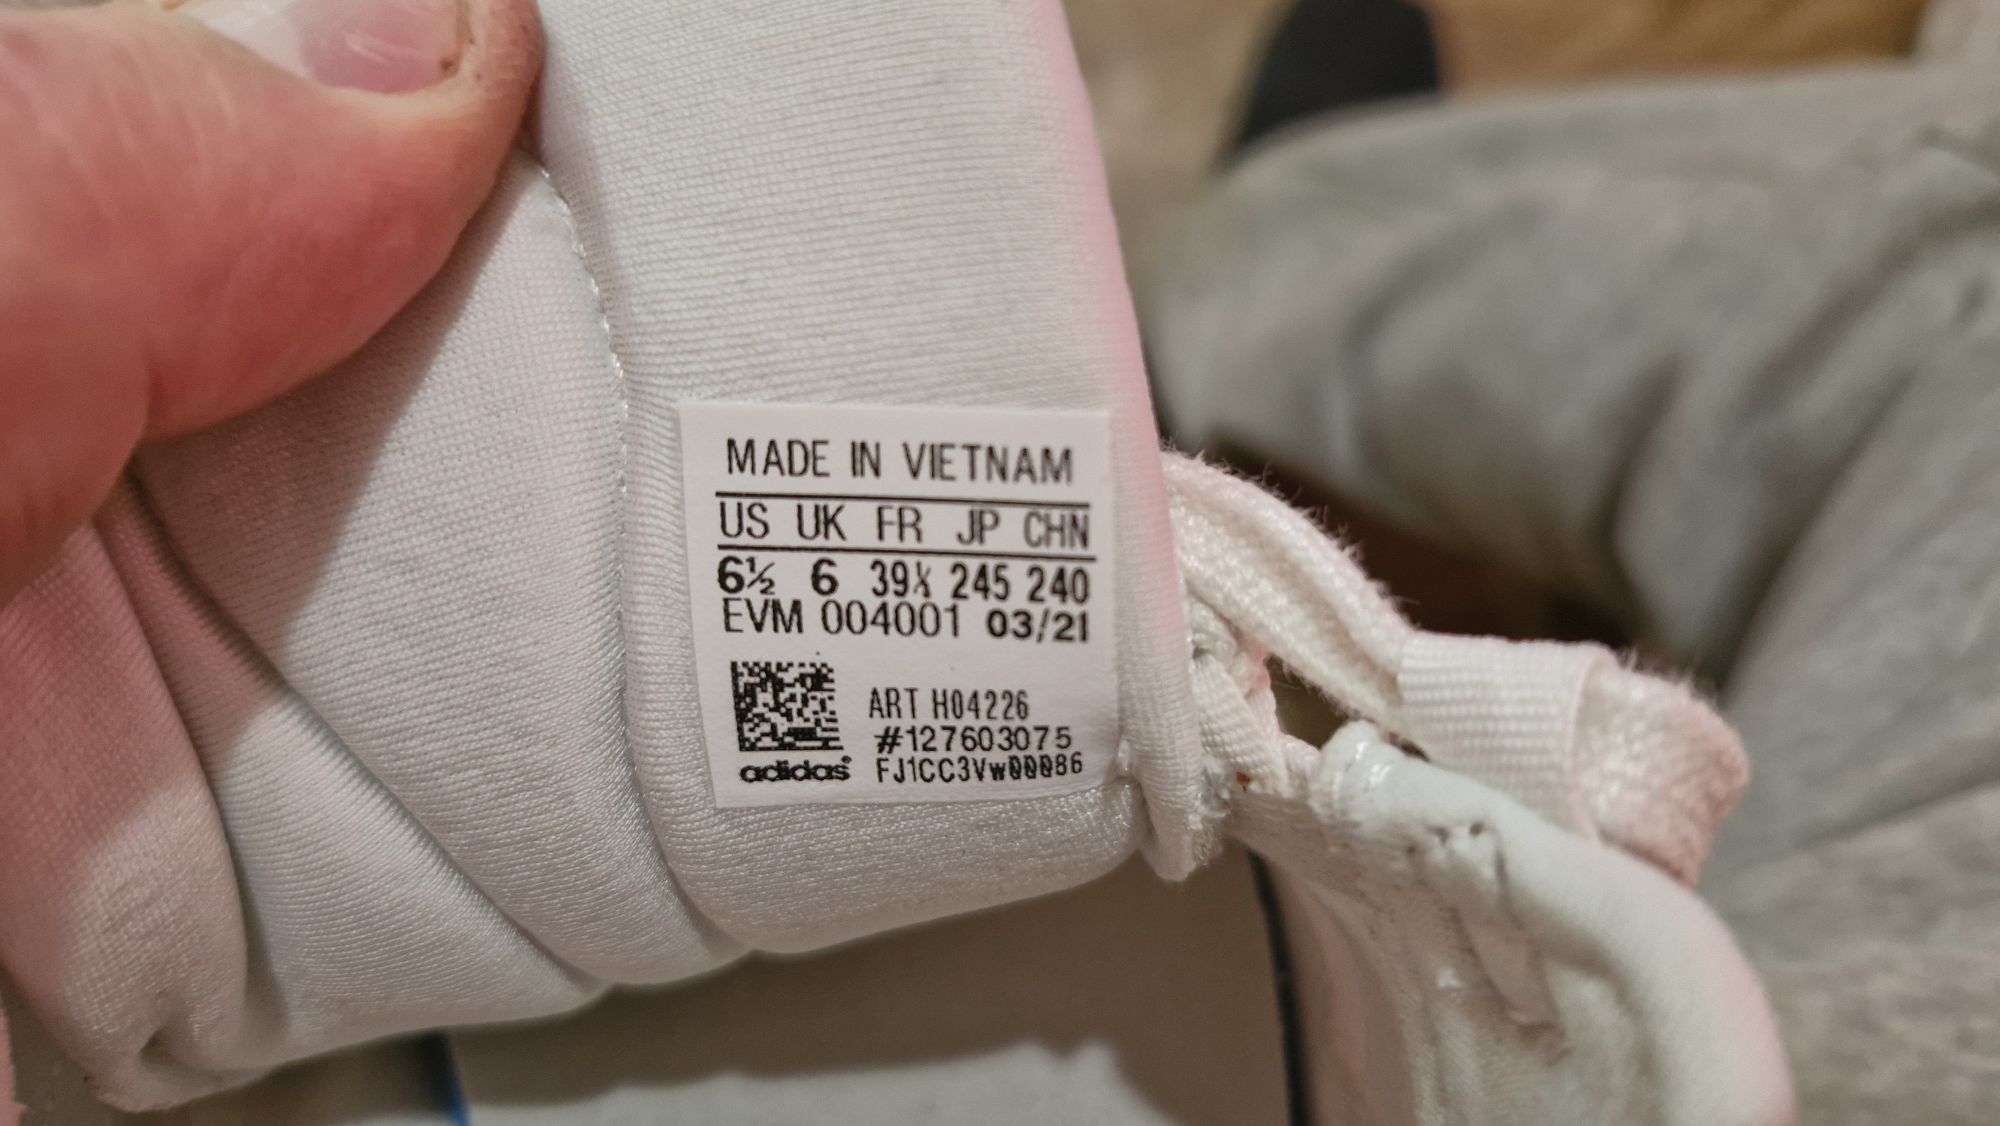 MADE IN VIETNAM
US UK FR JP CHN
6½ 6 39⅓ 245 240
EVM 004001 03/21
ART H04226
#127603075
adidas® FJ1CC3Vw00086